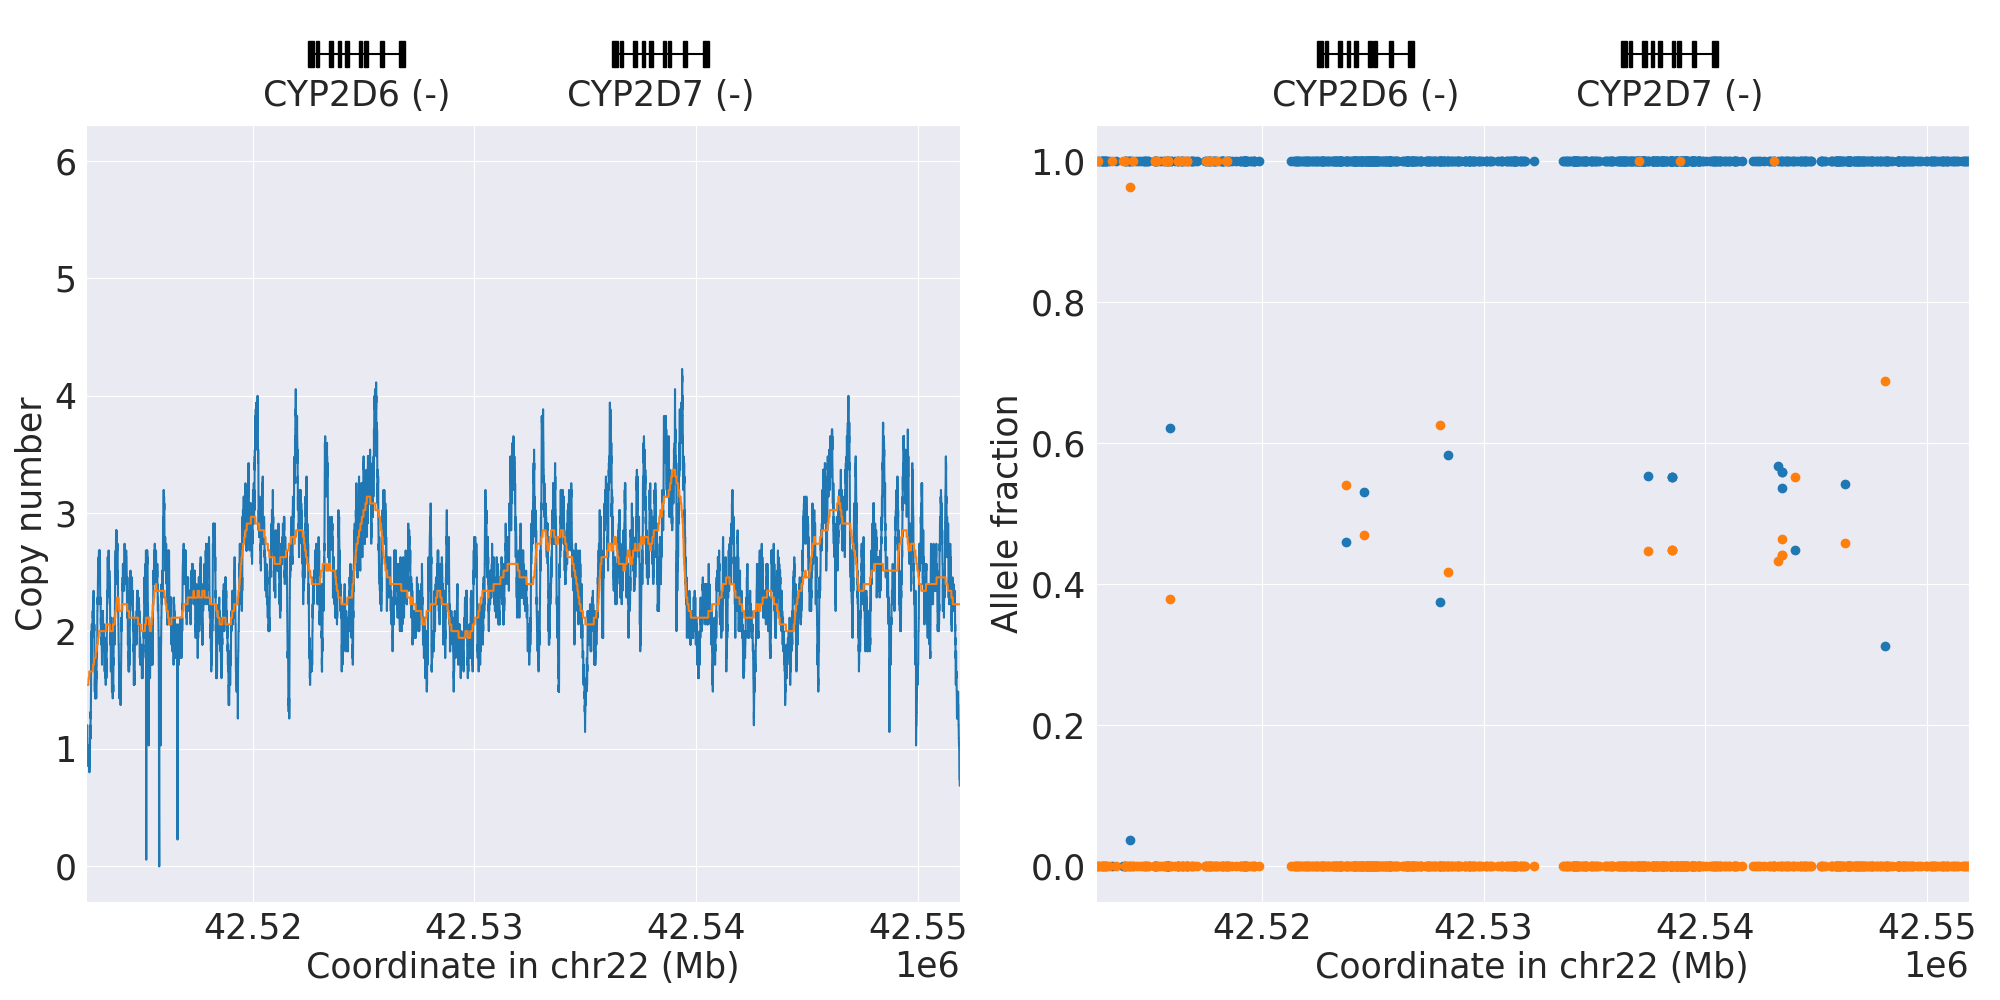 CYP2D6 (-)
CYP2D7 (-)
6
5
4
3
2
1
0
Copy number
42.52
42.53
42.54
42.55
Coordinate in chr22 (Mb)
1e6
CYP2D6 (-)
CYP2D7 (-)
1.0
0.8
0.6
0.4
0.2
0.0
Allele fraction
42.52
42.53
42.54
42.55
Coordinate in chr22 (Mb)
1e6